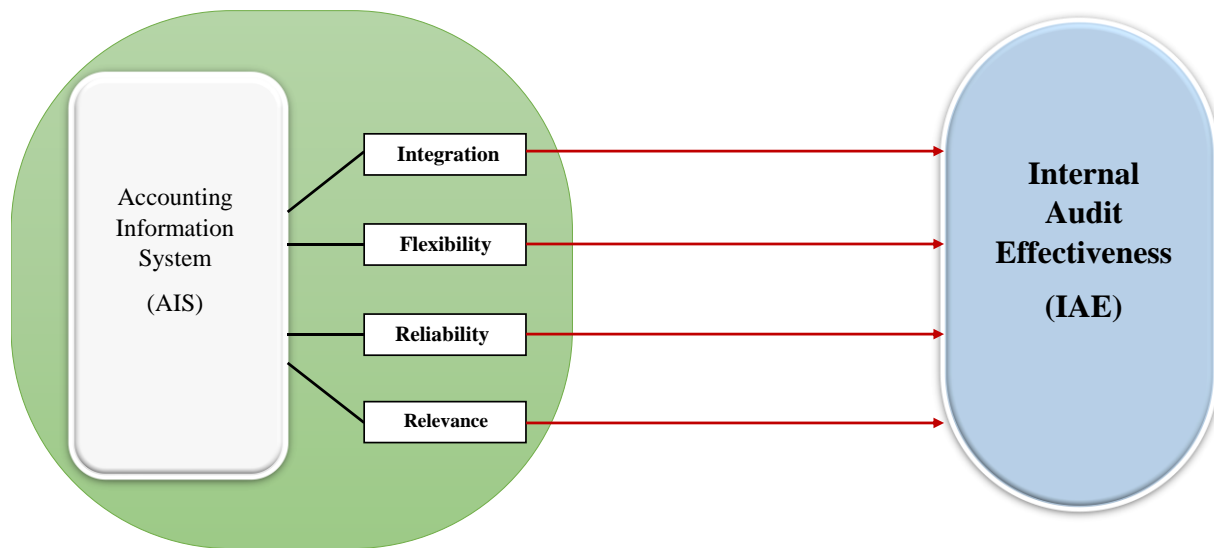 Accounting
Information
System
(AIS)
Integration
Flexibility
Reliability
Relevance
Internal
Audit
Effectiveness
(IAE)